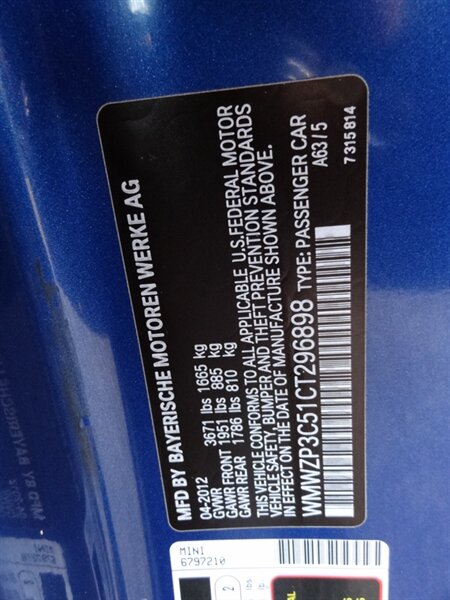 MFD BY BAYERISCHE MOTOREN WERKE AG
04-2012
GVWR 3671 lbs 1665 kg
GAWR FRONT 1951 lbs 885 kg
GAWR REAR 1786 lbs 810 kg
THIS VEHICLE CONFORMS TO ALL APPLICABLE U.S. FEDERAL MOTOR
VEHICLE SAFETY, BUMPER AND THEFT PREVENTION STANDARDS
IN EFFECT ON THE DATE OF MANUFACTURE SHOWN ABOVE.
WMWZP3C51CT296898 TYPE: PASSENGER CAR
A63/5
7 315 814
MINI
6797210
2
lbs.